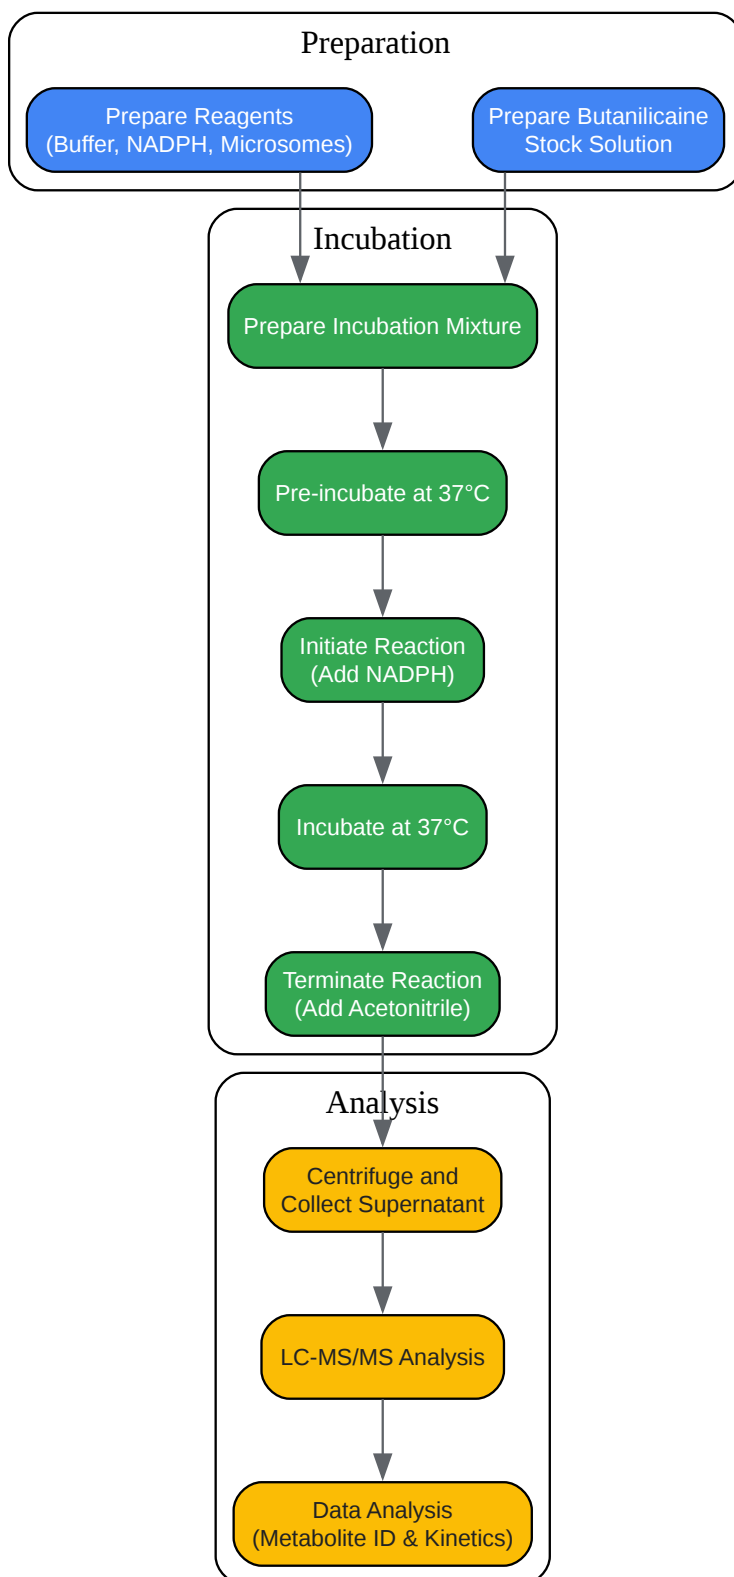 Preparation
Prepare Reagents
(Buffer, NADPH, Microsomes)
Prepare Butanilicaine
Stock Solution
Incubation
Prepare Incubation Mixture
Pre-incubate at 37°C
Initiate Reaction
(Add NADPH)
Incubate at 37°C
Terminate Reaction
(Add Acetonitrile)
Analysis
Centrifuge and
Collect Supernatant
LC-MS/MS Analysis
Data Analysis
(Metabolite ID & Kinetics)